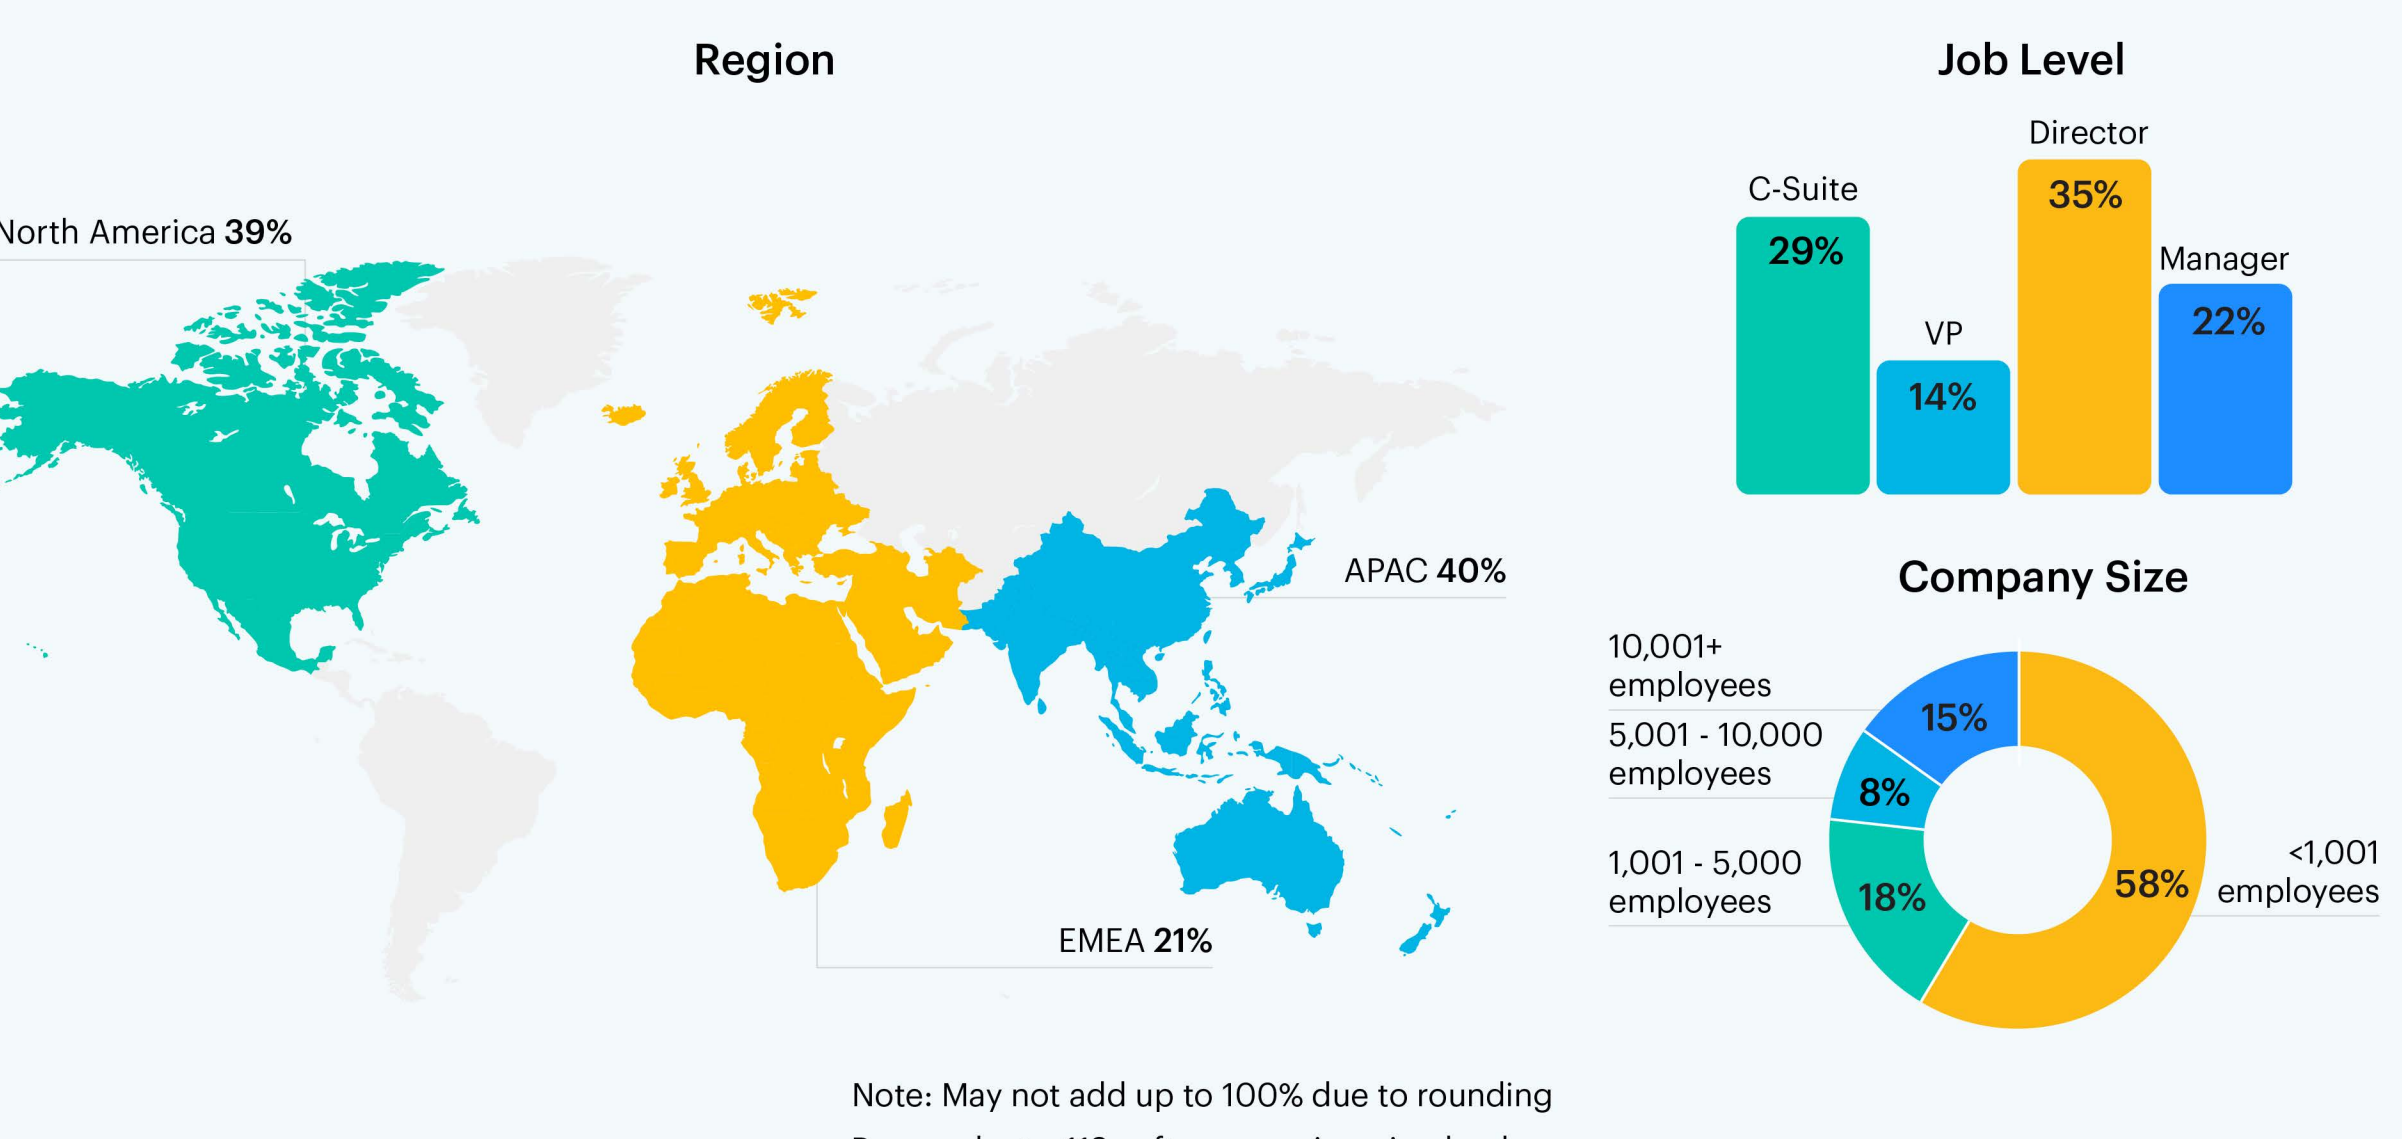 Region
North America 39%
APAC 40%
EMEA 21%
Job Level
C-Suite
29%
VP
14%
Director
35%
Manager
22%
Company Size
10,001+
employees
15%
5,001 - 10,000
employees
8%
1,001 - 5,000
employees
18%
58%
<1,001
employees
Note: May not add up to 100% due to rounding